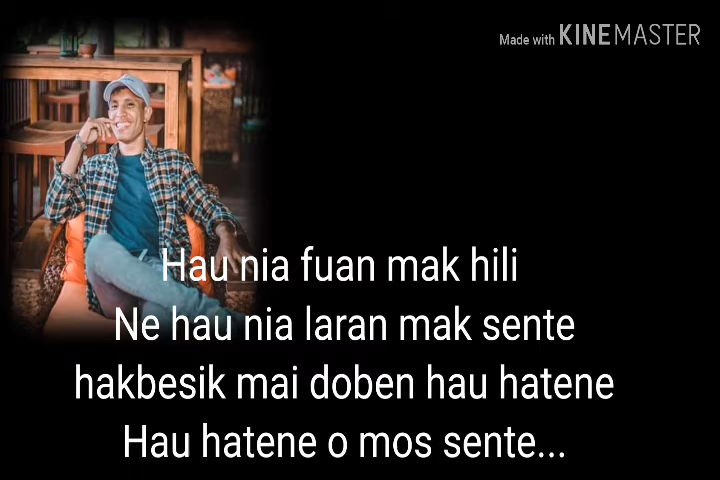 Made with KINEMASTER
Hau nia fuan mak hili
Ne hau nia laran mak sente
hakbesik mai doben hau hatene
Hau hatene o mos sente...